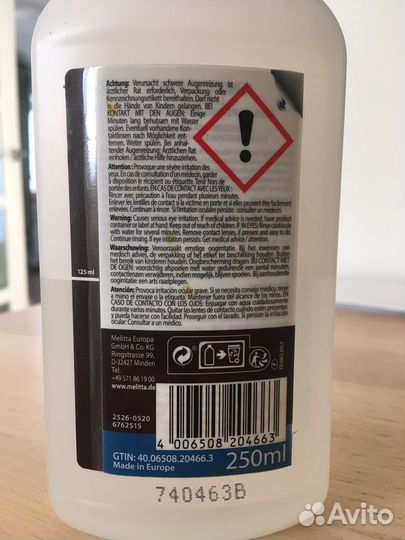 Achtung: Verursacht schwere Augenreizung. Ist
ärztlicher Rat erforderlich, Verpackung oder
Kennzeichnungsetikett bereithalten. Darf nicht
in die Hände von Kindern gelangen. BEI
KONTAKT MIT DEN AUGEN: Einige
Minuten lang behutsam mit Wasser
spülen. Eventuell vorhandene Kon-
taktlinsen nach Möglichkeit ent-
fernen. Weiter spülen. Bei anhal-
tender Augenreizung: Ärztlichen Rat
einholen / ärztliche Hilfe hinzuziehen.
Attention: Provoque une sévère irritation des
yeux. En cas de consultation d'un médecin, garder
à disposition le récipient ou étiquette. Tenir hors de
portée des enfants. EN CAS DE CONTACT AVEC LES YEUX:
Rincer avec précaution à l'eau pendant plusieurs minutes.
Enlever les lentilles de contact si la victime en porte et si elles peuvent être facilement
enlevées. Continuer à rincer. Si l'irritation oculaire persiste: consulter un médecin.
Warning: Causes serious eye irritation. If medical advice is needed, have product
container or label at hand. Keep out of reach of children. IF IN EYES: Rinse cautiously
with water for several minutes. Remove contact lenses, if present and easy to do.
Continue rinsing. If eye irritation persists: Get medical advice / attention.
Waarschuwing: Veroorzaakt ernstige oogirritatie. Bij het inwinnen van
medisch advies, de verpakking of het etiket ter beschikking houden. Buiten
het bereik van kinderen houden. Oogbescherming dragen. BIJ CONTACT MET
DE OGEN: voorzichtig afspoelen met water gedurende een aantal minuten;
contactlenzen verwijderen, indien mogelijk. Blijven spoelen. Bij aanhoudende
oogirritatie: een arts raadplegen.
Atención: Provoca irritación ocular grave. Si se necesita consejo médico, tener
a mano el envase o la etiqueta. Mantener fuera del alcance de los niños. EN
CASO DE CONTACTO CON LOS OJOS: Enjuagar con agua cuidadosamente
durante varios minutos. Quitar las lentes de contacto cuando estén presentes
y pueda hacerse con facilidad. Proseguir con el lavado. Si persiste la irritación
ocular: Consultar a un médico.
125 ml
Melitta Europa
GmbH & Co. KG
Ringstrasse 99,
D-32427 Minden
Tel.
+49 571 86 19 00
www.melitta.de
FRANCE ONLY
2526-0520
6762515
4 006508 204663
GTIN: 40.06508.20466.3
Made in Europe
250ml
740463B
Avito